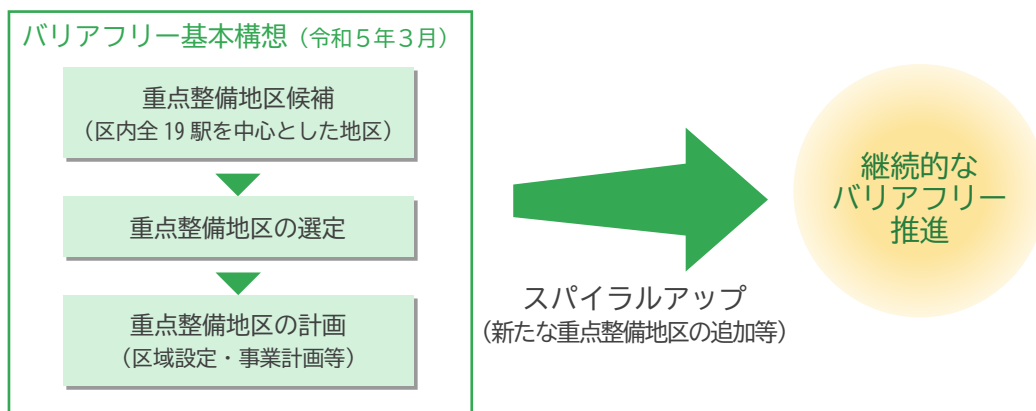 バリアフリー基本構想（令和５年３月）
重点整備地区候補
（区内全 19 駅を中心とした地区）
重点整備地区の選定
重点整備地区の計画
（区域設定・事業計画等）
スパイラルアップ
（新たな重点整備地区の追加等）
継続的な
バリアフリー
推進